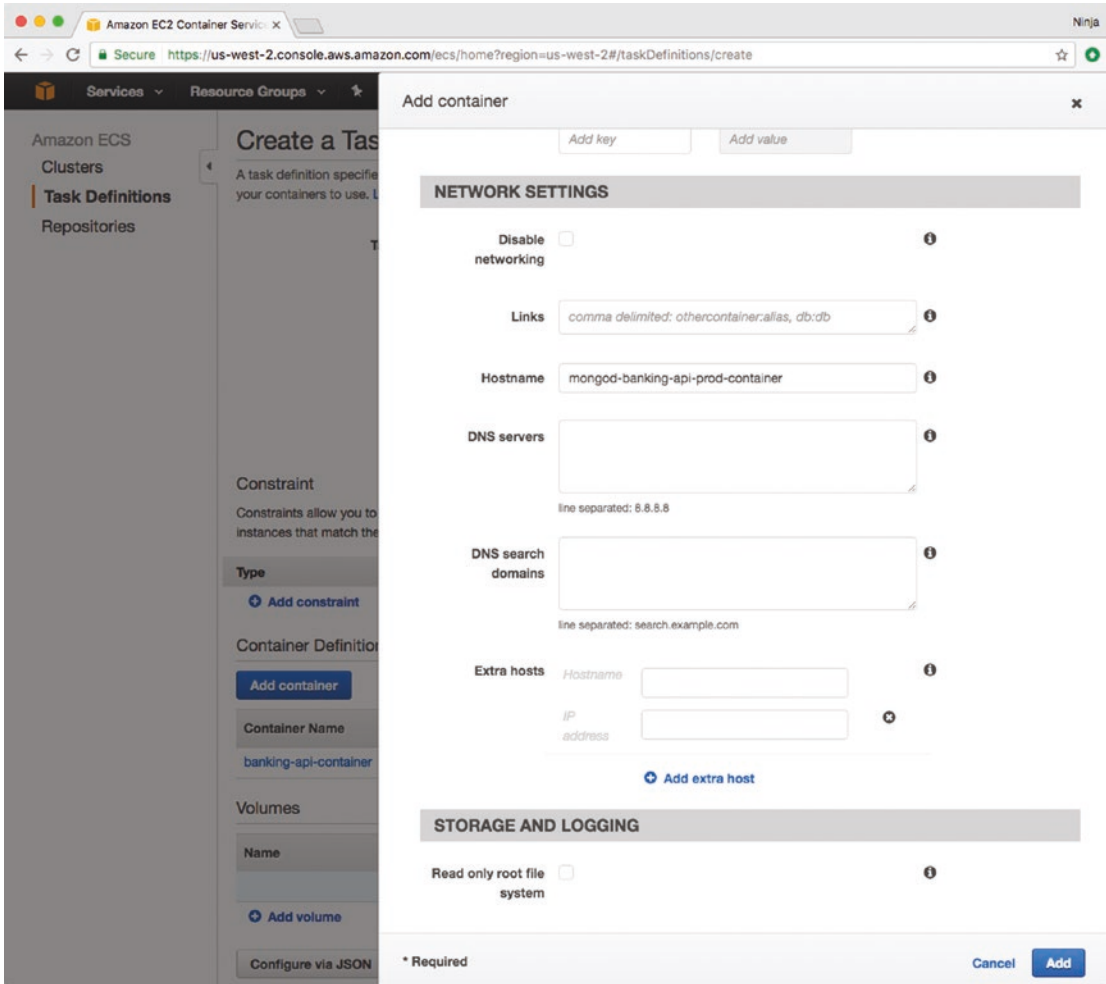 Amazon EC2 Container Servic
Ninja
Secure https://us-west-2.console.aws.amazon.com/ecs/home?region=us-west-2#/taskDefinitions/create
Services
Resource Groups
Add container
Amazon ECS
Clusters
Task Definitions
Repositories
Create a Tas
A task definition specifie
your containers to use. L
T
Constraint
Constraints allow you to
instances that match the
Type
Add constraint
Container Definitio
Add container
Container Name
banking-api-container
Volumes
Name
Add volume
Configure via JSON
Add key
Add value
NETWORK SETTINGS
Disable
networking
Links
comma delimited: othercontainer:alias, db:db
Hostname
mongod-banking-api-prod-container
DNS servers
line separated: 8.8.8.8
DNS search
domains
line separated: search.example.com
Extra hosts
Hostname
IP
address
Add extra host
STORAGE AND LOGGING
Read only root file
system
* Required
Cancel
Add